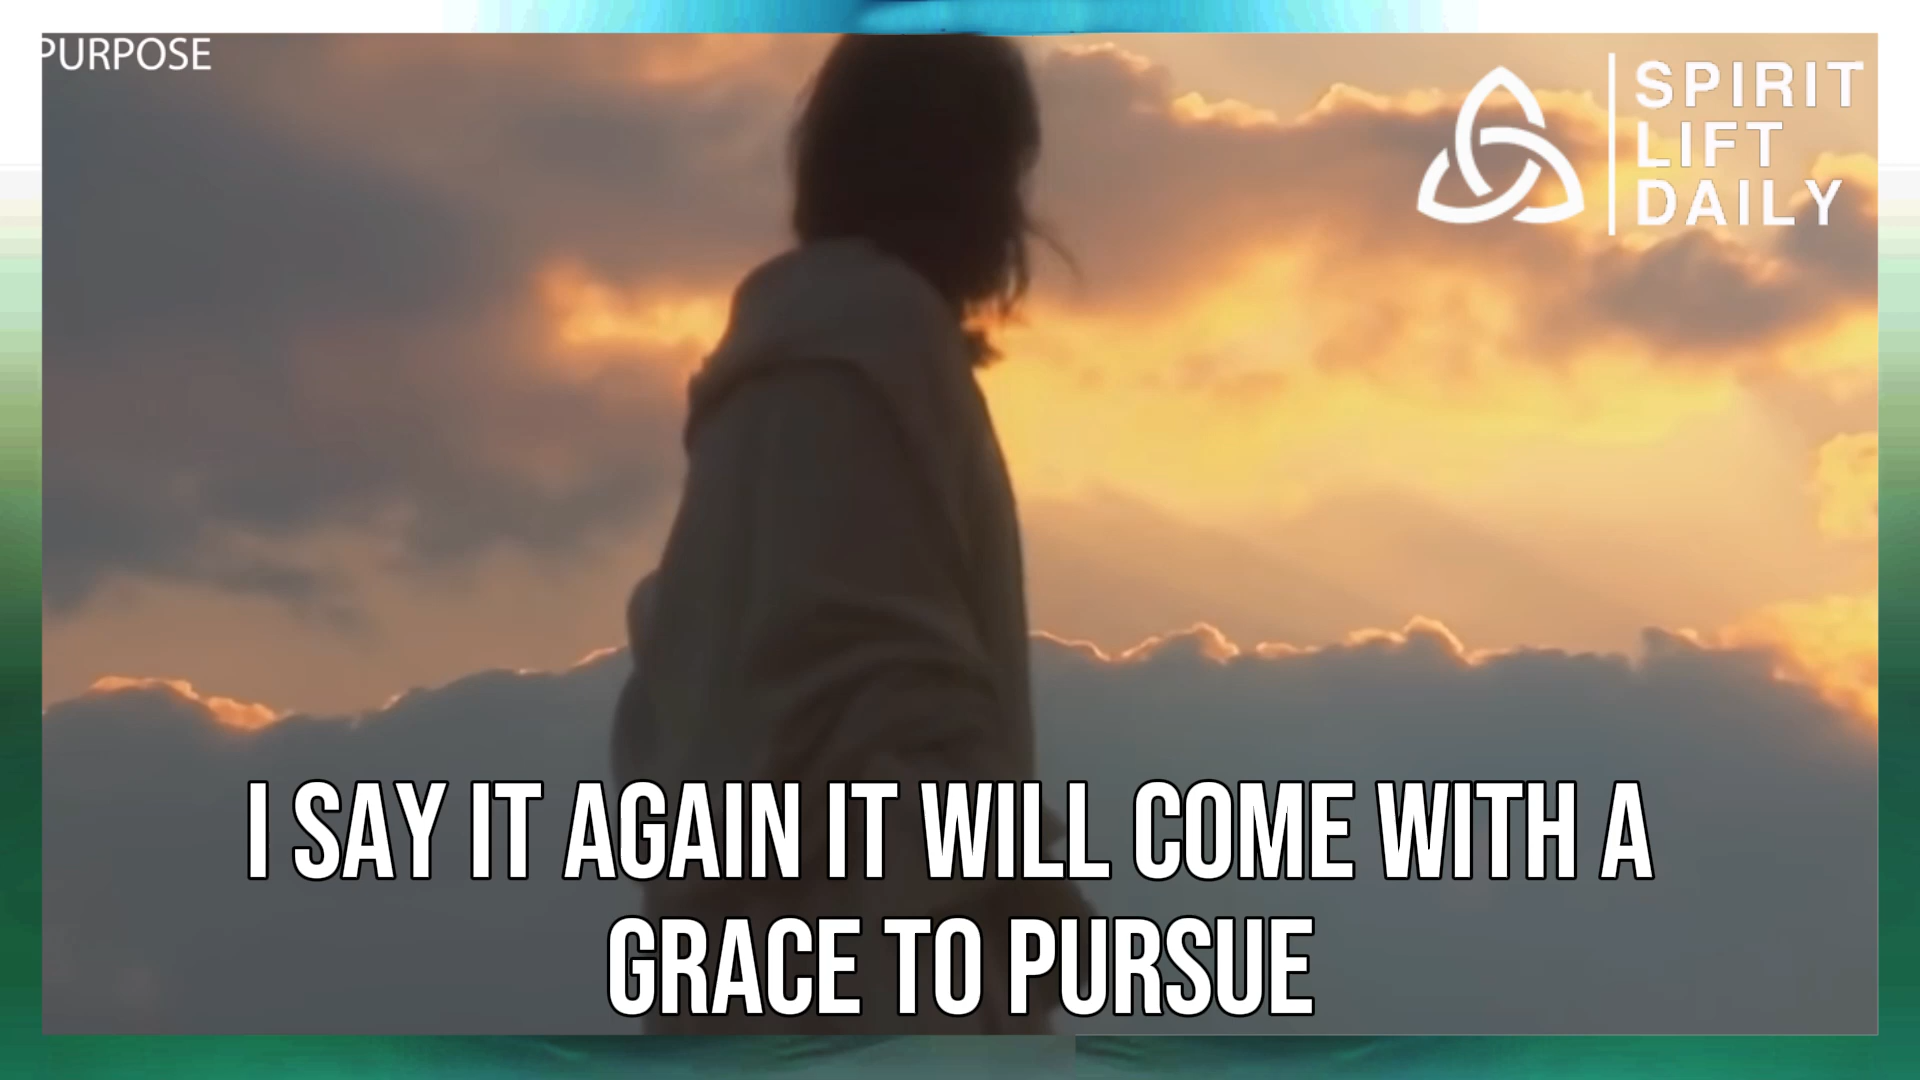 PURPOSE
SPIRIT
LIFT
DAILY
I SAY IT AGAIN IT WILL COME WITH A
GRACE TO PURSUE